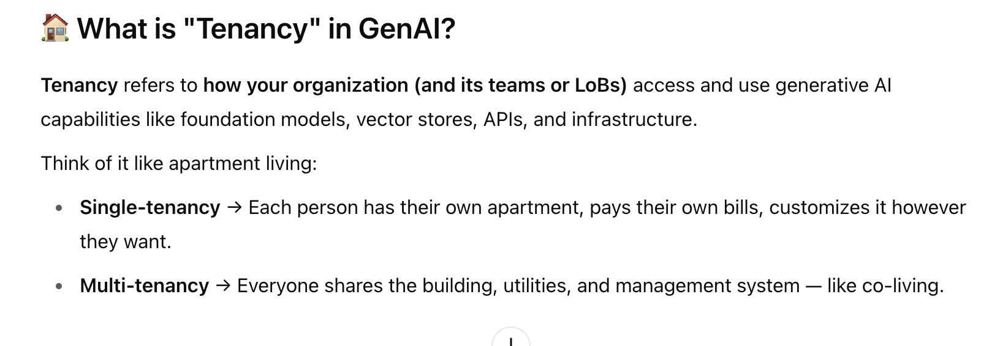 🏠 What is "Tenancy" in GenAI?
Tenancy refers to how your organization (and its teams or LoBs) access and use generative AI
capabilities like foundation models, vector stores, APIs, and infrastructure.
Think of it like apartment living:
• Single-tenancy → Each person has their own apartment, pays their own bills, customizes it however
they want.
• Multi-tenancy → Everyone shares the building, utilities, and management system — like co-living.